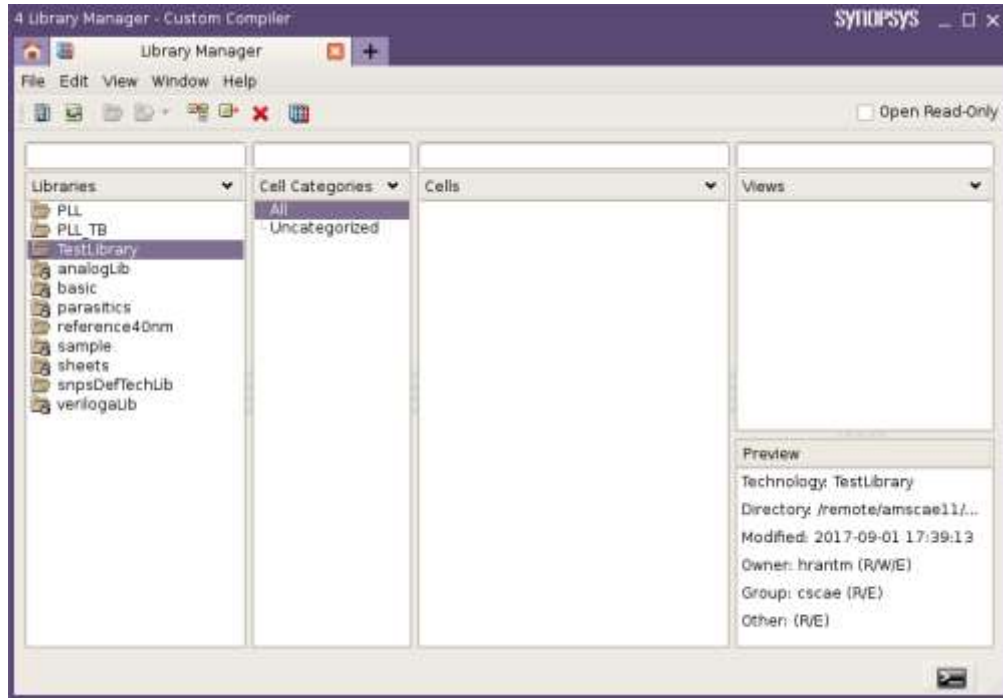 4 Library Manager - Custom Compiler
SYNOPSYS
Library Manager
File Edit View Window Help
Open Read-Only
Libraries
Cell Categories
Cells
Views
PLL
PLL_TB
TestLibrary
analogLib
basic
parasitics
reference40nm
sample
sheets
snpsDefTechLib
verilogaLib
All
Uncategorized
Preview
Technology: TestLibrary
Directory: /remote/amscae11/...
Modified: 2017-09-01 17:39:13
Owner: hrantm (R/W/E)
Group: cscae (R/E)
Other: (R/E)